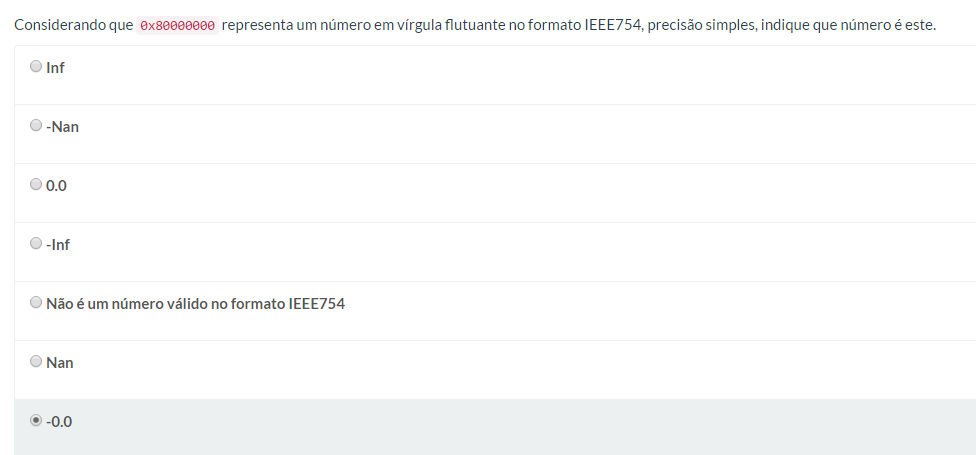 Considerando que 0x80000000 representa um número em vírgula flutuante no formato IEEE754, precisão simples, indique que número é este.
Inf
-Nan
0.0
-Inf
Não é um número válido no formato IEEE754
Nan
-0.0